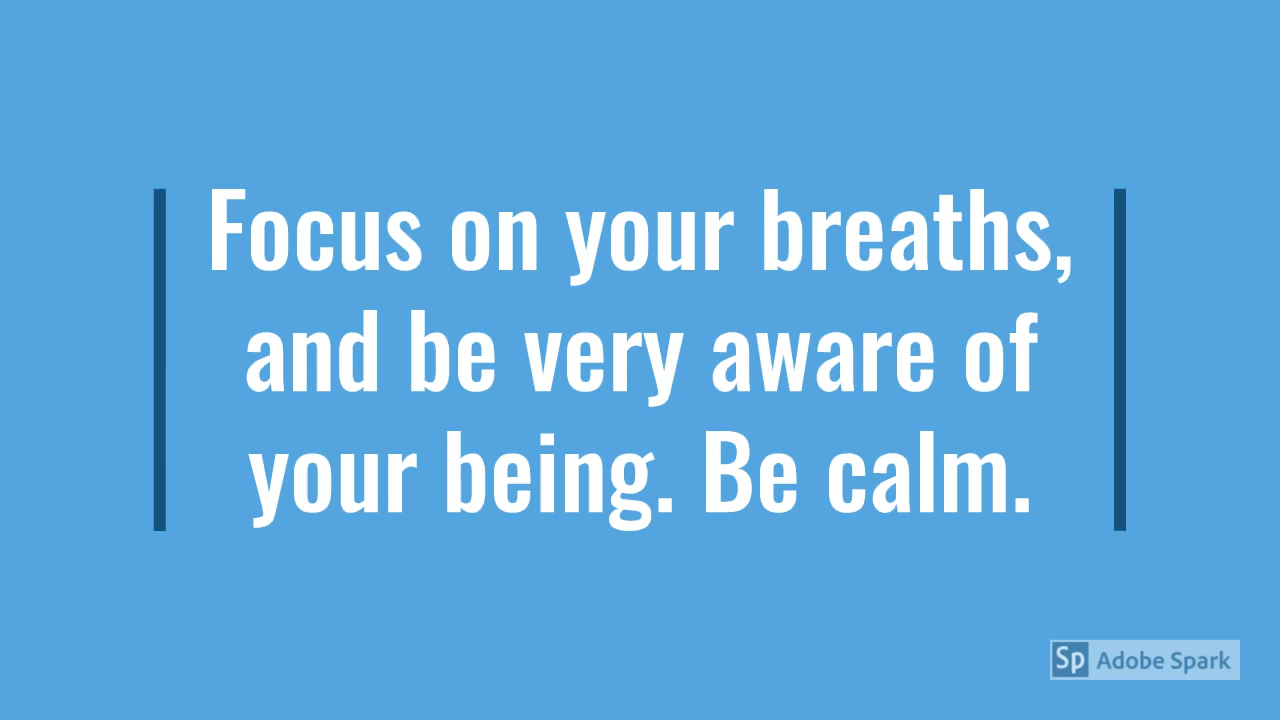 Focus on your breaths,
and be very aware of
your being. Be calm.
Sp Adobe Spark